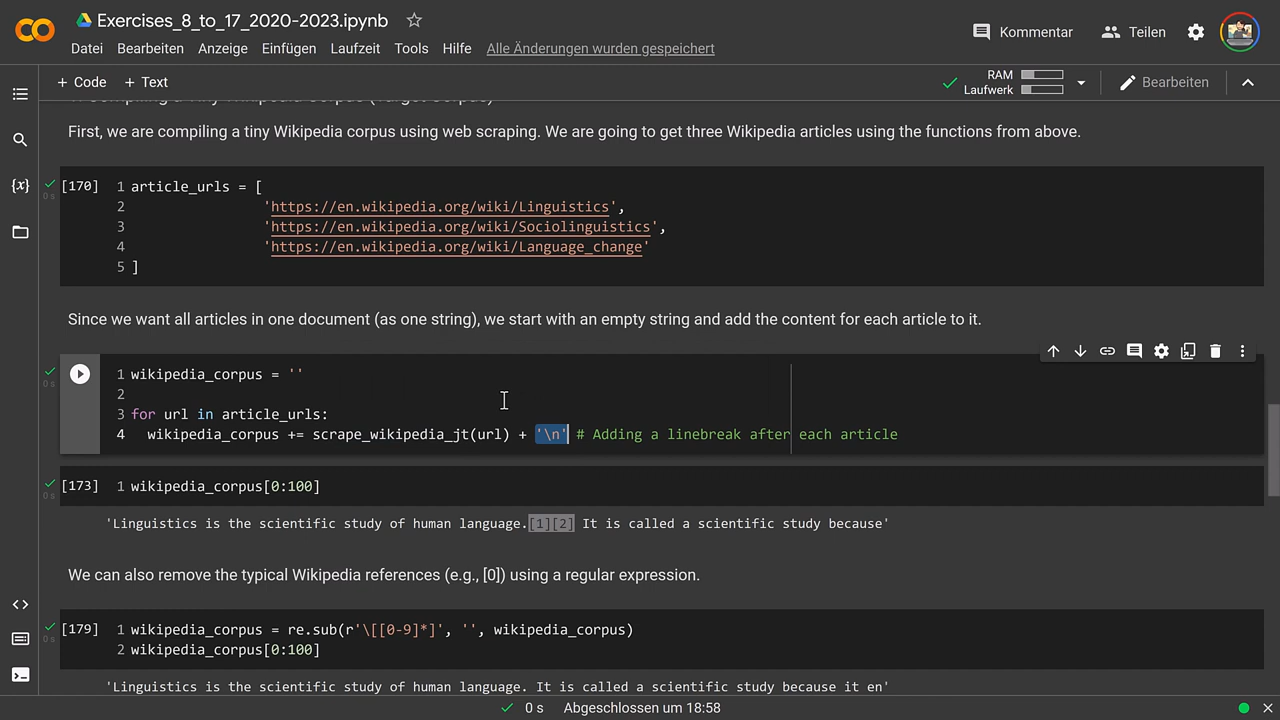 Exercises_8_to_17_2020-2023.ipynb
Kommentar
Teilen
Datei Bearbeiten Anzeige Einfügen Laufzeit Tools Hilfe Alle Änderungen wurden gespeichert
+ Code + Text
RAM
Laufwerk
Bearbeiten
First, we are compiling a tiny Wikipedia corpus using web scraping. We are going to get three Wikipedia articles using the functions from above.
[170] 1 article_urls = [
0 s
2 'https://en.wikipedia.org/wiki/Linguistics',
3 'https://en.wikipedia.org/wiki/Sociolinguistics',
4 'https://en.wikipedia.org/wiki/Language_change'
5 ]
Since we want all articles in one document (as one string), we start with an empty string and add the content for each article to it.
1 wikipedia_corpus = ''
0 s
2
3 for url in article_urls:
4 wikipedia_corpus += scrape_wikipedia_jt(url) + '\n' # Adding a linebreak after each article
[173] 1 wikipedia_corpus[0:100]
0 s
'Linguistics is the scientific study of human language.[1][2] It is called a scientific study because'
We can also remove the typical Wikipedia references (e.g., [0]) using a regular expression.
[179] 1 wikipedia_corpus = re.sub(r'\[[0-9]*]', '', wikipedia_corpus)
0 s
2 wikipedia_corpus[0:100]
'Linguistics is the scientific study of human language. It is called a scientific study because it en'
0 s Abgeschlossen um 18:58